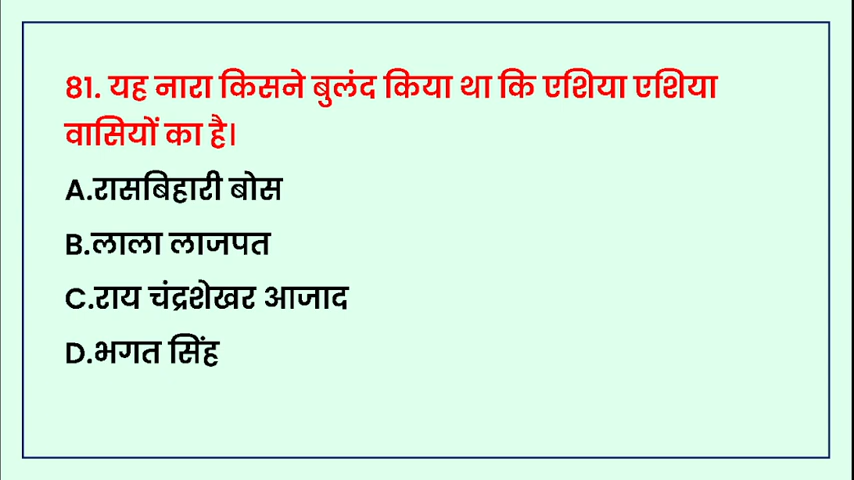 81. यह नारा किसने बुलंद किया था कि एशिया एशिया
वासियों का है।
A.रासबिहारी बोस
B.लाला लाजपत
C.राय चंद्रशेखर आजाद
D.भगत सिंह